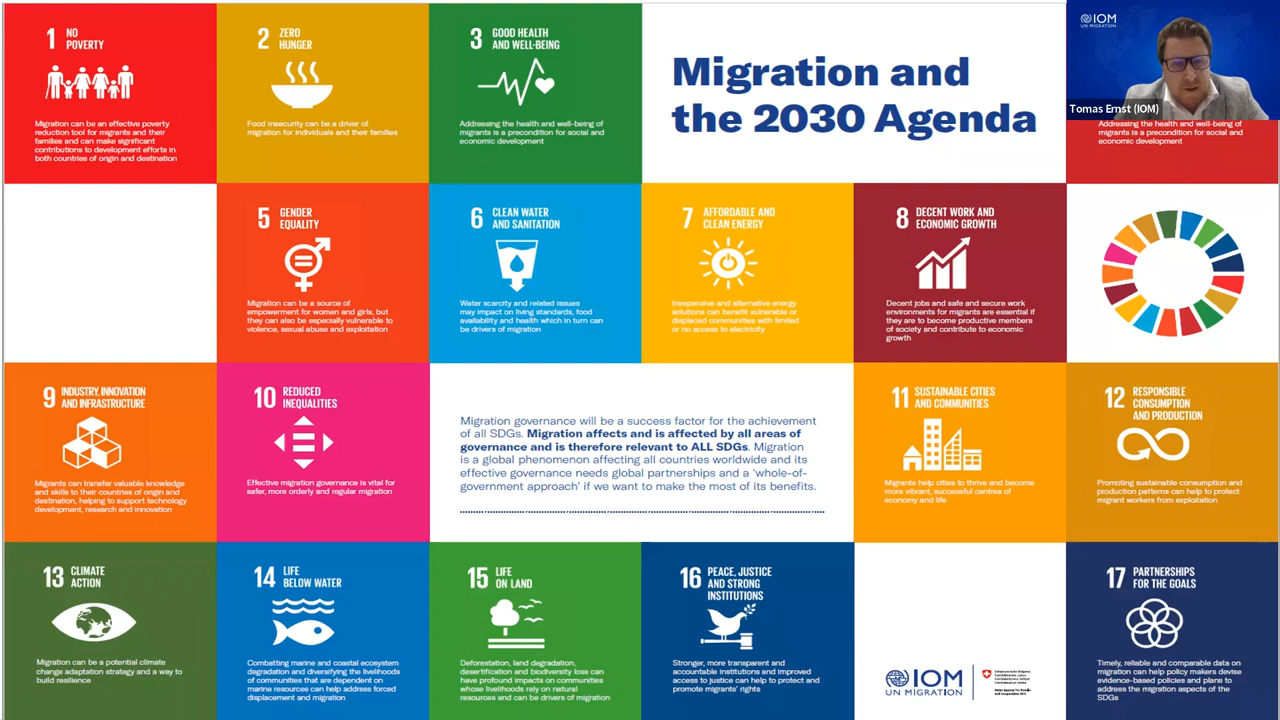 1 NO
POVERTY
Migration can be an effective poverty
reduction tool for migrants and their
families and can make significant
contributions to development efforts in
both countries of origin and destination
2 ZERO
HUNGER
Food insecurity can be a driver of
migration for individuals and their families
3 GOOD HEALTH
AND WELL-BEING
Addressing the health and well-being of
migrants is a precondition for social and
economic development
Migration and
the 2030 Agenda
IOM
UN MIGRATION
Tomas Ernst (IOM)
Addressing the health and well-being of
migrants is a precondition for social and
economic development
5 GENDER
EQUALITY
Migration can be a source of
empowerment for women and girls, but
they can also be especially vulnerable to
violence, sexual abuse and exploitation
6 CLEAN WATER
AND SANITATION
Water scarcity and related issues
may impact on living standards, food
availability and health which in turn can
be drivers of migration
7 AFFORDABLE AND
CLEAN ENERGY
Inexpensive and alternative energy
solutions can benefit vulnerable or
displaced communities with limited
or no access to electricity
8 DECENT WORK AND
ECONOMIC GROWTH
Decent jobs and safe and secure work
environments for migrants are essential if
they are to become productive members
of society and contribute to economic
growth
9 INDUSTRY, INNOVATION
AND INFRASTRUCTURE
Migrants can transfer valuable knowledge
and skills to their countries of origin and
destination, helping to support technology
development, research and innovation
10 REDUCED
INEQUALITIES
Effective migration governance is vital for
safer, more orderly and regular migration
Migration governance will be a success factor for the achievement
of all SDGs. Migration affects and is affected by all areas of
governance and is therefore relevant to ALL SDGs. Migration
is a global phenomenon affecting all countries worldwide and its
effective governance needs global partnerships and a ‘whole-of-
government approach’ if we want to make the most of its benefits.
11 SUSTAINABLE CITIES
AND COMMUNITIES
Migrants help cities to thrive and become
more vibrant, successful centres of
economy and life
12 RESPONSIBLE
CONSUMPTION
AND PRODUCTION
Promoting sustainable consumption and
production patterns can help to protect
migrant workers from exploitation
13 CLIMATE
ACTION
Migration can be a potential climate
change adaptation strategy and a way to
build resilience
14 LIFE
BELOW WATER
Combatting marine and coastal ecosystem
degradation and diversifying the livelihoods
of communities that are dependent on
marine resources can help address forced
displacement and migration
15 LIFE
ON LAND
Deforestation, land degradation,
desertification and biodiversity loss can
have profound impacts on communities
whose livelihoods rely on natural
resources and can be drivers of migration
16 PEACE, JUSTICE
AND STRONG
INSTITUTIONS
Stronger, more transparent and
accountable institutions and improved
access to justice can help to protect and
promote migrants' rights
IOM
UN MIGRATION
17 PARTNERSHIPS
FOR THE GOALS
Timely, reliable and comparable data on
migration can help policy makers devise
evidence-based policies and plans to
address the migration aspects of the
SDGs